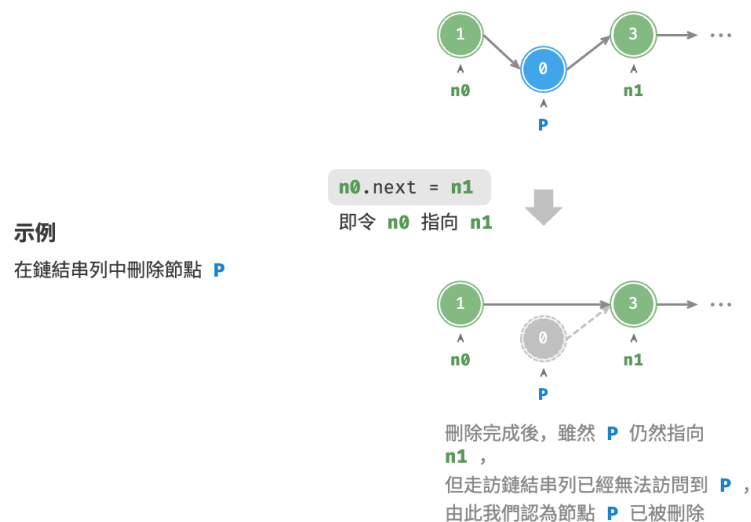 1
3
...
0
n0
n1
P
n0.next = n1
即令 n0 指向 n1
示例
在鏈結串列中刪除節點 P
1
3
...
0
n0
n1
P
刪除完成後，雖然 P 仍然指向
n1 ，
但走訪鏈結串列已經無法訪問到 P ，
由此我們認為節點 P 已被刪除